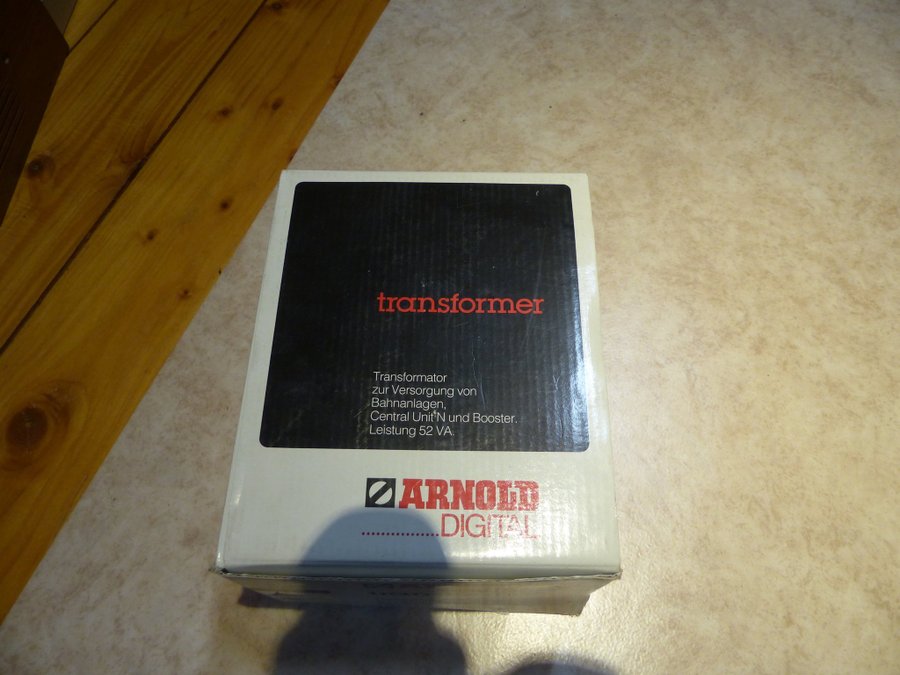 transformer
Transformator
zur Versorgung von
Bahnanlagen,
Central Unit N und Booster.
Leistung 52 VA.
ARNOLD
DIGITAL